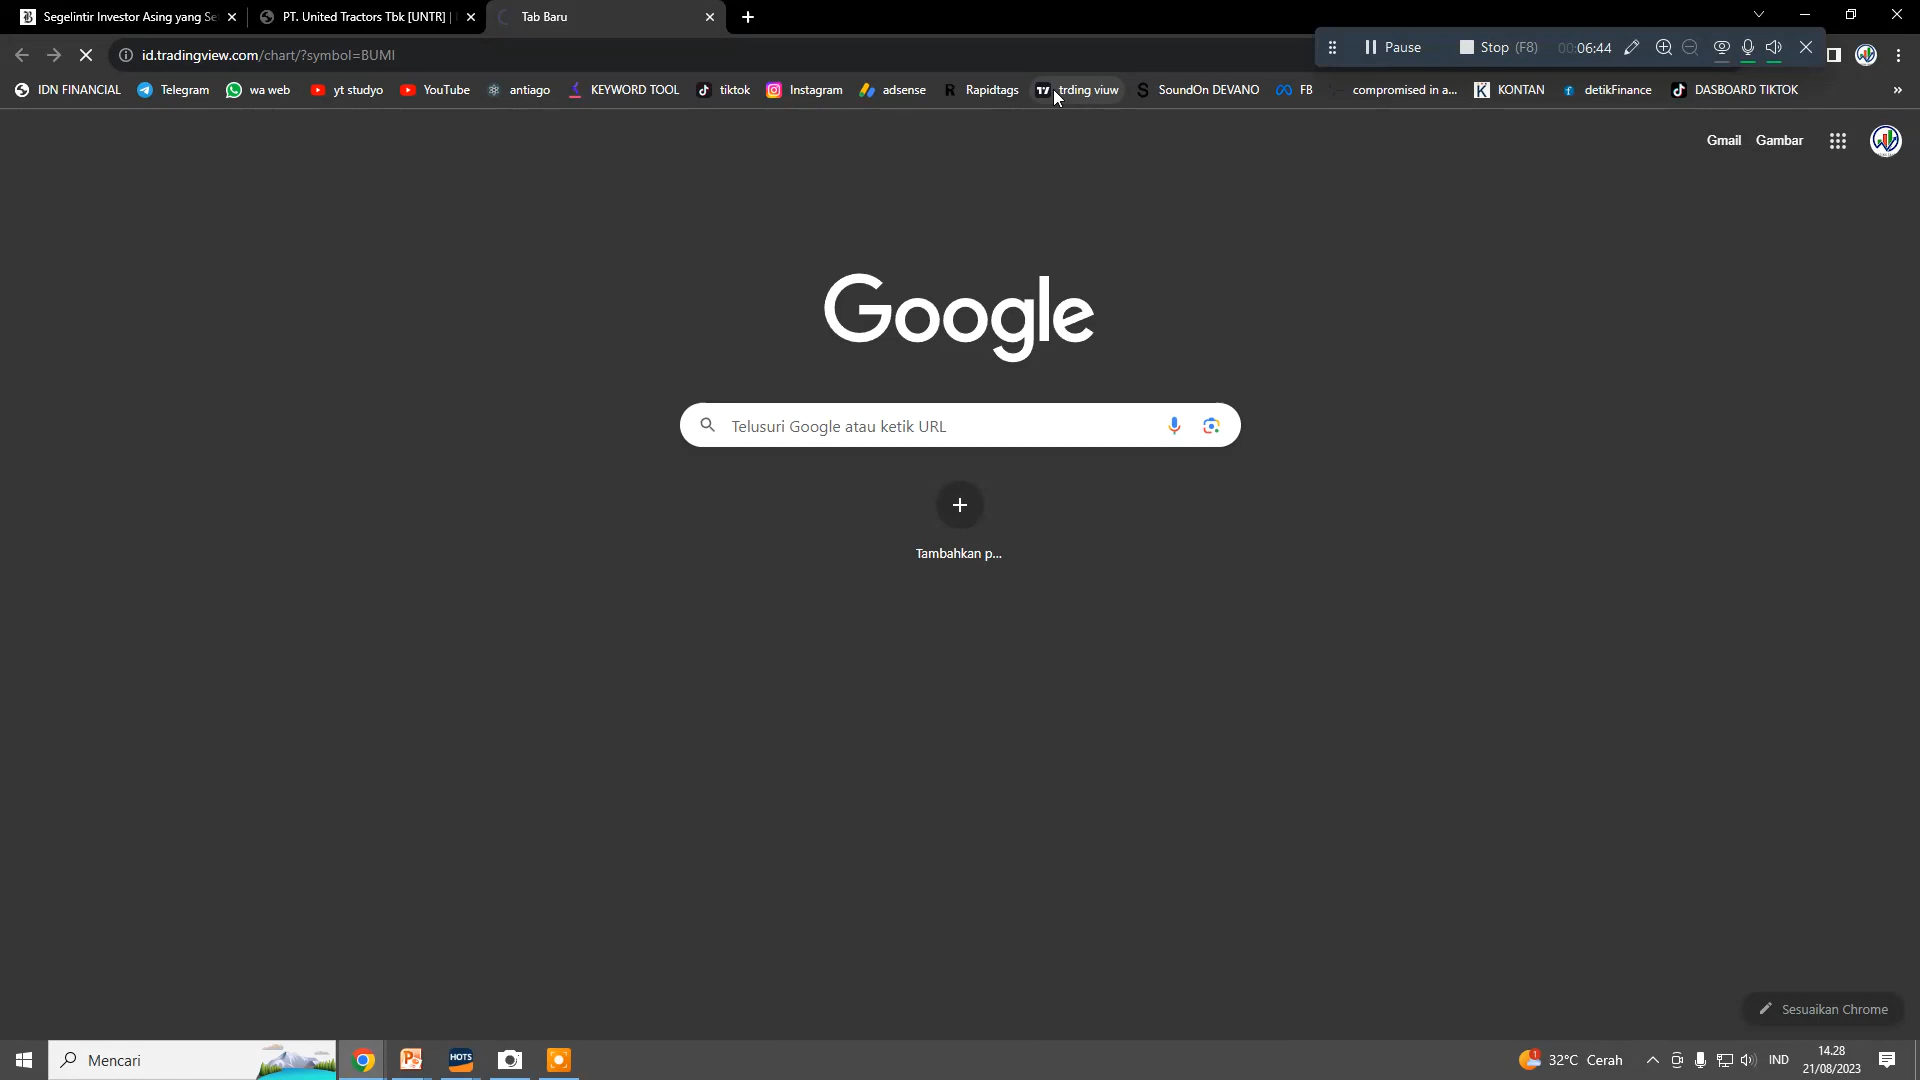 Segelintir Investor Asing yang Se
PT. United Tractors Tbk [UNTR] |
Tab Baru
id.tradingview.com/chart/?symbol=BUMI
Pause
Stop (F8)
00:06:44
IDN FINANCIAL
Telegram
wa web
yt studyo
YouTube
antiago
KEYWORD TOOL
tiktok
Instagram
adsense
Rapidtags
trding viuw
SoundOn DEVANO
FB
compromised in a...
KONTAN
detikFinance
DASBOARD TIKTOK
Gmail
Gambar
Google
Telusuri Google atau ketik URL
Tambahkan p...
Sesuaikan Chrome
Mencari
HOTS
32°C Cerah
IND
14.28
21/08/2023